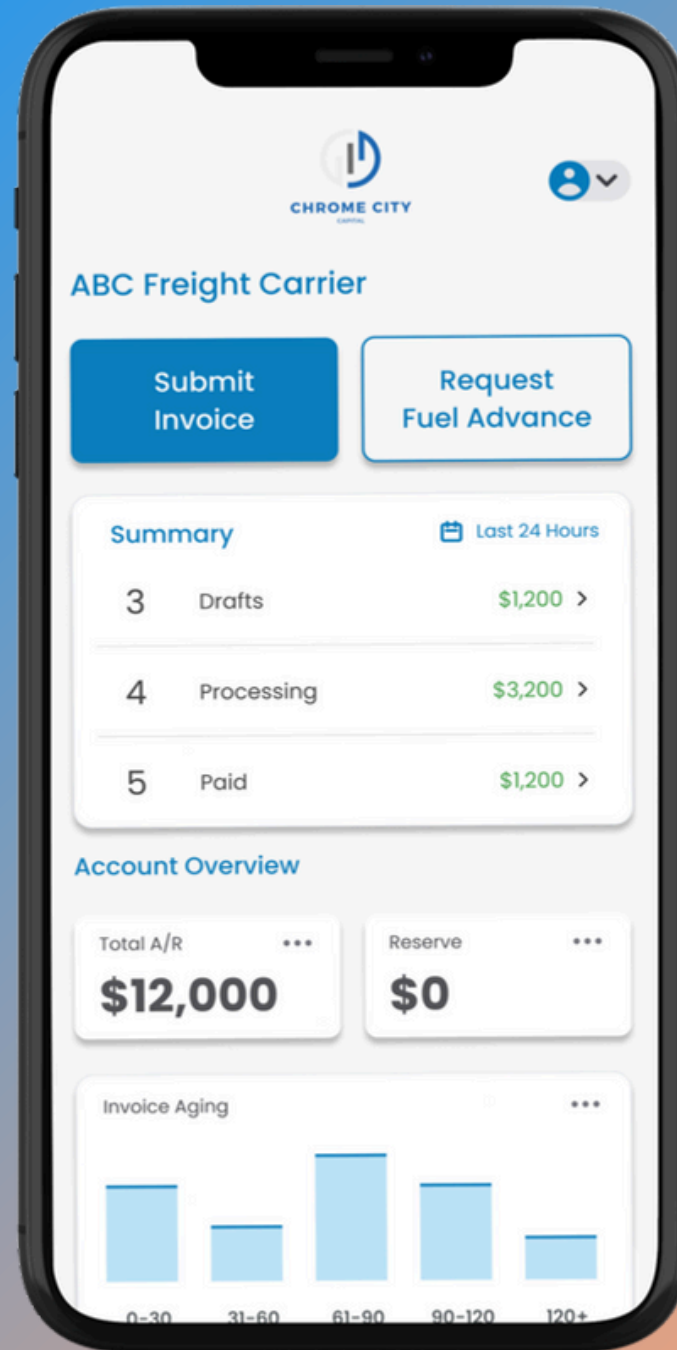 CHROME CITY
CAPITAL
ABC Freight Carrier
Submit
Invoice
Request
Fuel Advance
Summary
Last 24 Hours
3 Drafts $1,200 >
4 Processing $3,200 >
5 Paid $1,200 >
Account Overview
Total A/R •••
$12,000
Reserve •••
$0
Invoice Aging •••
0-30 31-60 61-90 90-120 120+